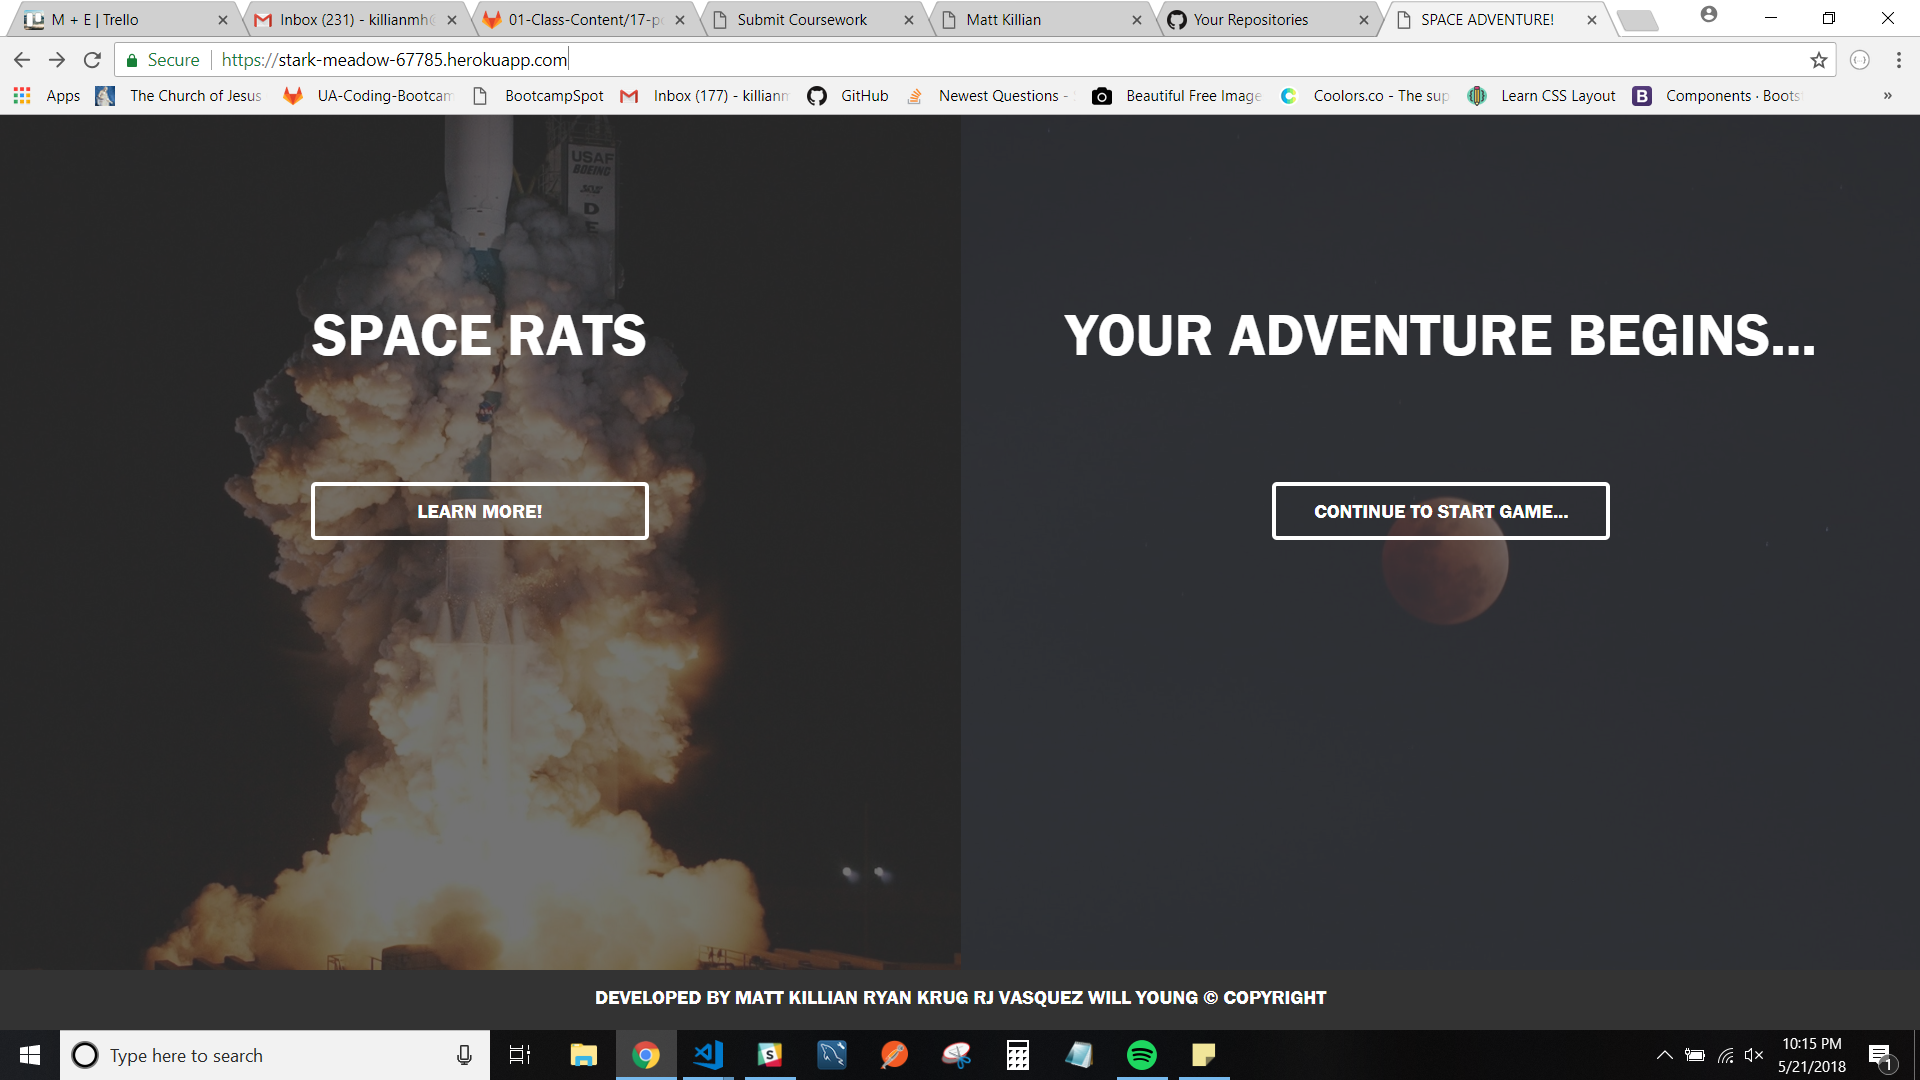 M + E | Trello
Inbox (231) - killianmh
01-Class-Content/17-p
Submit Coursework
Matt Killian
Your Repositories
SPACE ADVENTURE!
Secure
https://stark-meadow-67785.herokuapp.com
Apps
The Church of Jesus
UA-Coding-Bootcam
BootcampSpot
Inbox (177) - killian
GitHub
Newest Questions -
Beautiful Free Image
Coolors.co - The sup
Learn CSS Layout
Components · Boots
USAF
BOEING
DE
SPACE RATS
YOUR ADVENTURE BEGINS...
LEARN MORE!
CONTINUE TO START GAME...
DEVELOPED BY MATT KILLIAN RYAN KRUG RJ VASQUEZ WILL YOUNG © COPYRIGHT
Type here to search
10:15 PM
5/21/2018
1